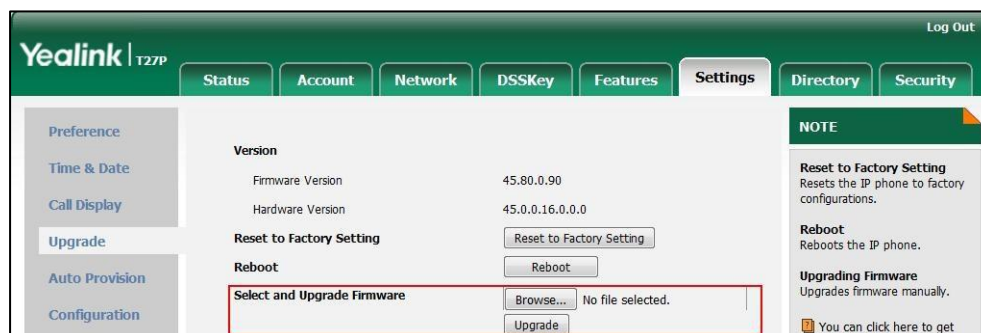 Log Out
Yealink T27P
Status Account Network DSSKey Features Settings Directory Security
Preference
Time & Date
Call Display
Upgrade
Auto Provision
Configuration
Version
Firmware Version 45.80.0.90
Hardware Version 45.0.0.16.0.0.0
Reset to Factory Setting Reset to Factory Setting
Reboot Reboot
Select and Upgrade Firmware Browse... No file selected.
Upgrade
NOTE
Reset to Factory Setting
Resets the IP phone to factory
configurations.
Reboot
Reboots the IP phone.
Upgrading Firmware
Upgrades firmware manually.
You can click here to get